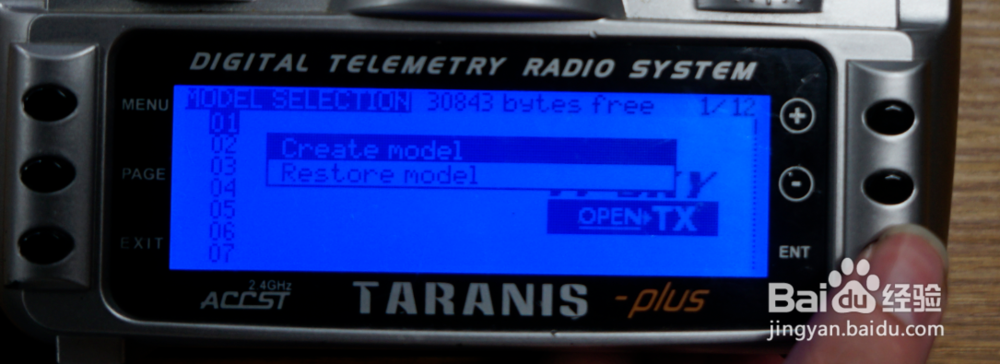 DIGITAL TELEMETRY RADIO SYSTEM
MENU
PAGE
EXIT
MODEL SELECTION 30843 bytes free 1/12
01
02
03
04
05
06
07
Create model
Restore model
OPEN TX
+
-
ENT
2.4GHz
ACCST
TARANIS -plus
Baidu 经验
jingyan.baidu.com